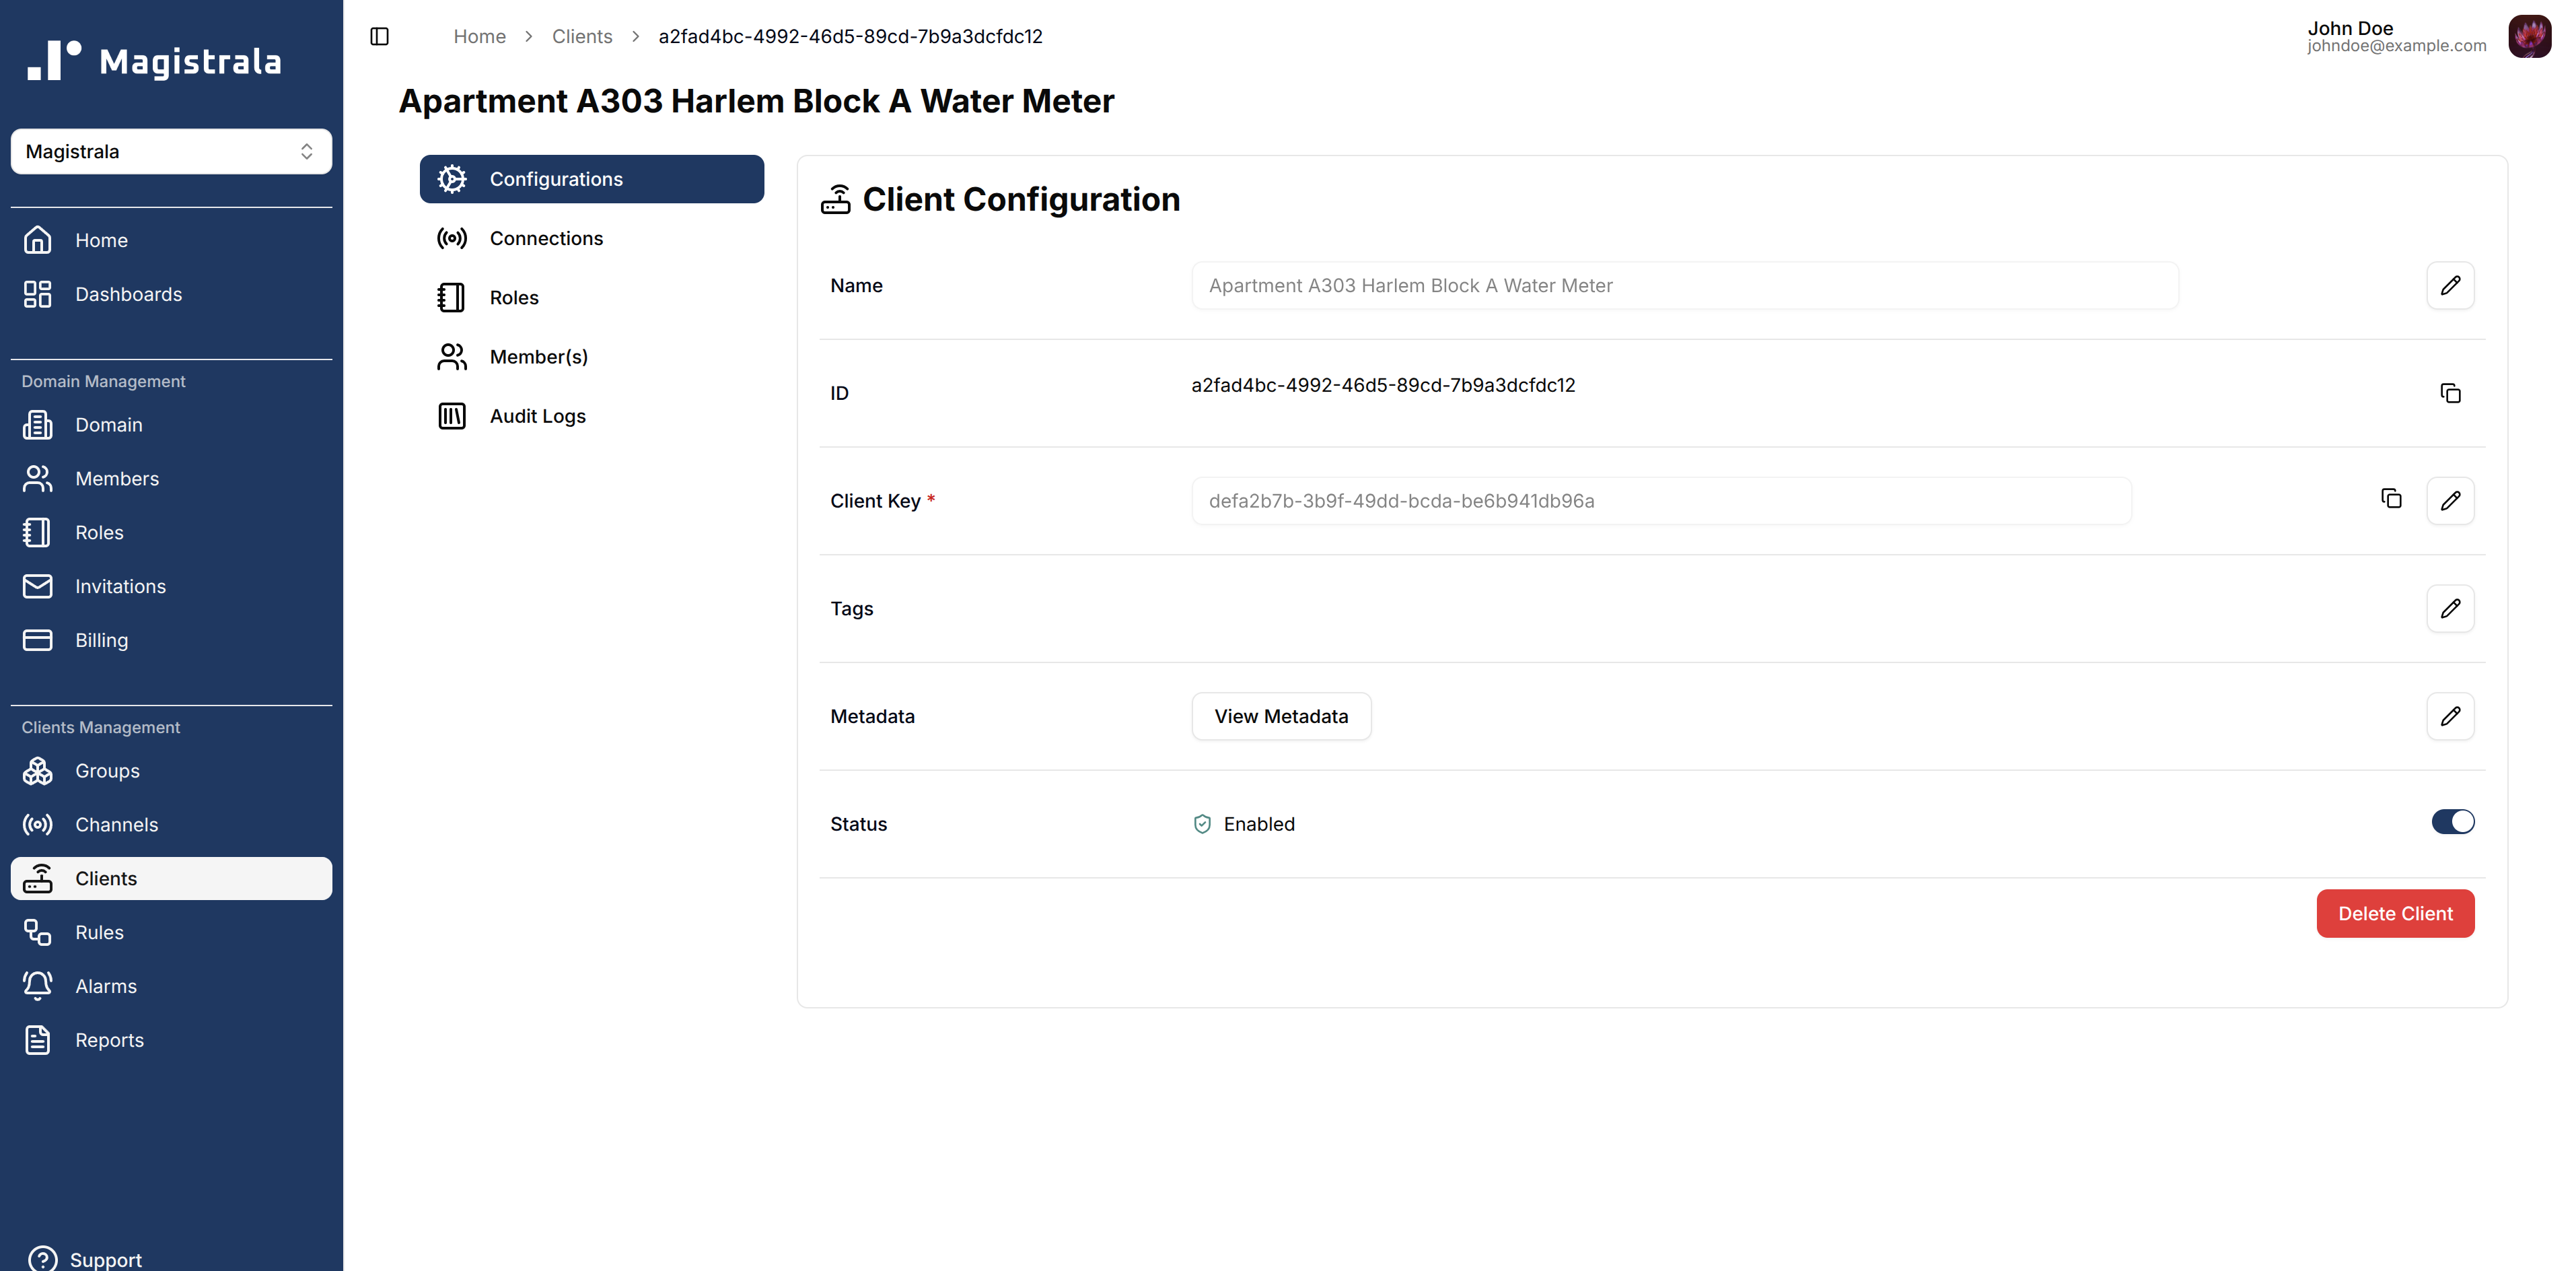 Magistrala
Magistrala
Home
Dashboards
Domain Management
Domain
Members
Roles
Invitations
Billing
Clients Management
Groups
Channels
Clients
Rules
Alarms
Reports
Support
Home > Clients > a2fad4bc-4992-46d5-89cd-7b9a3dcfdc12
John Doe
johndoe@example.com
Apartment A303 Harlem Block A Water Meter
Configurations
Connections
Roles
Member(s)
Audit Logs
Client Configuration
Name Apartment A303 Harlem Block A Water Meter
ID a2fad4bc-4992-46d5-89cd-7b9a3dcfdc12
Client Key * defa2b7b-3b9f-49dd-bcda-be6b941db96a
Tags
Metadata View Metadata
Status Enabled
Delete Client